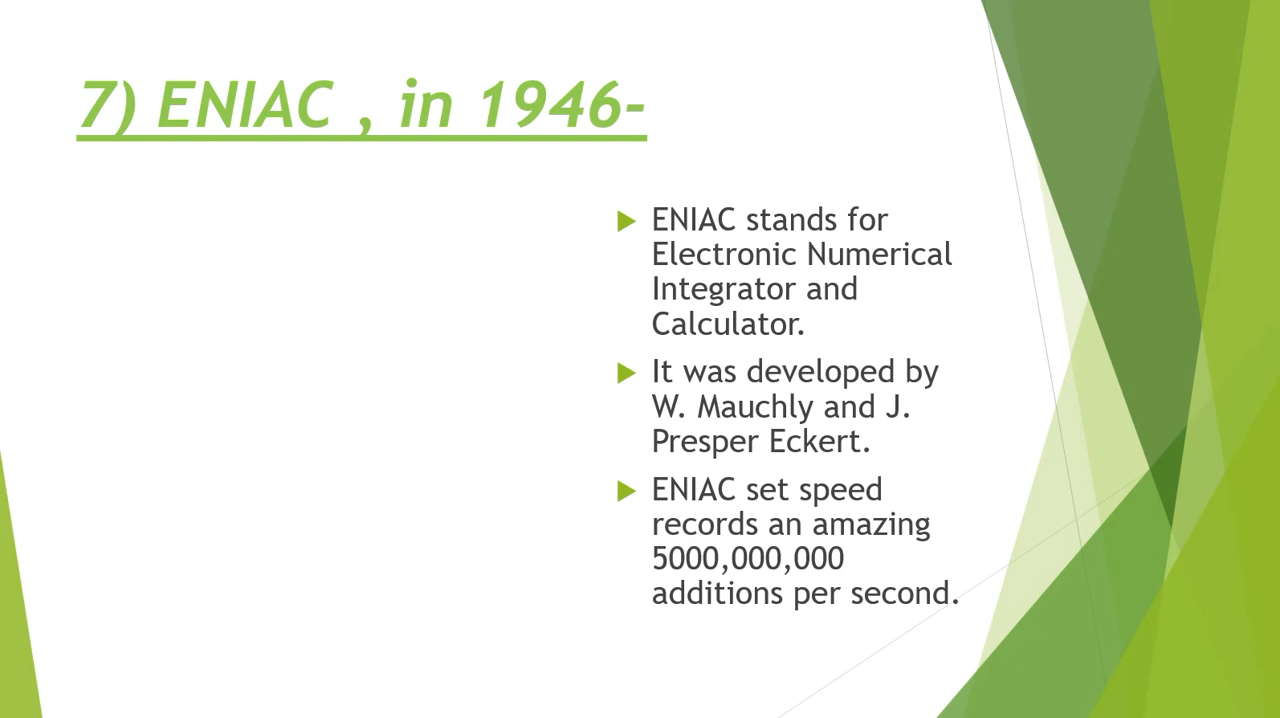 7) ENIAC , in 1946-
ENIAC stands for
Electronic Numerical
Integrator and
Calculator.
It was developed by
W. Mauchly and J.
Presper Eckert.
ENIAC set speed
records an amazing
5000,000,000
additions per second.